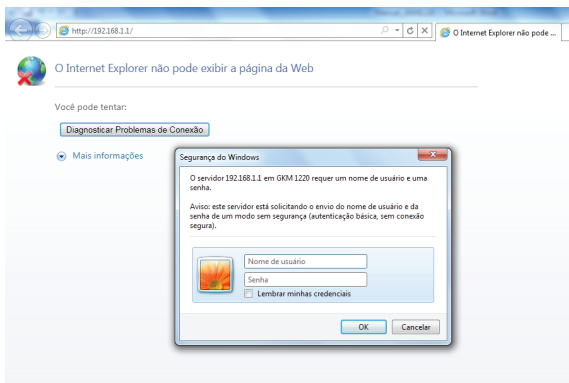 http://192.168.1.1/
O Internet Explorer não pode ...
O Internet Explorer não pode exibir a página da Web
Você pode tentar:
Diagnosticar Problemas de Conexão
Mais informações
Segurança do Windows
O servidor 192.168.1.1 em GKM 1220 requer um nome de usuário e uma
senha.
Aviso: este servidor está solicitando o envio do nome de usuário e da
senha de um modo sem segurança (autenticação básica, sem conexão
segura).
Nome de usuário
Senha
Lembrar minhas credenciais
OK
Cancelar